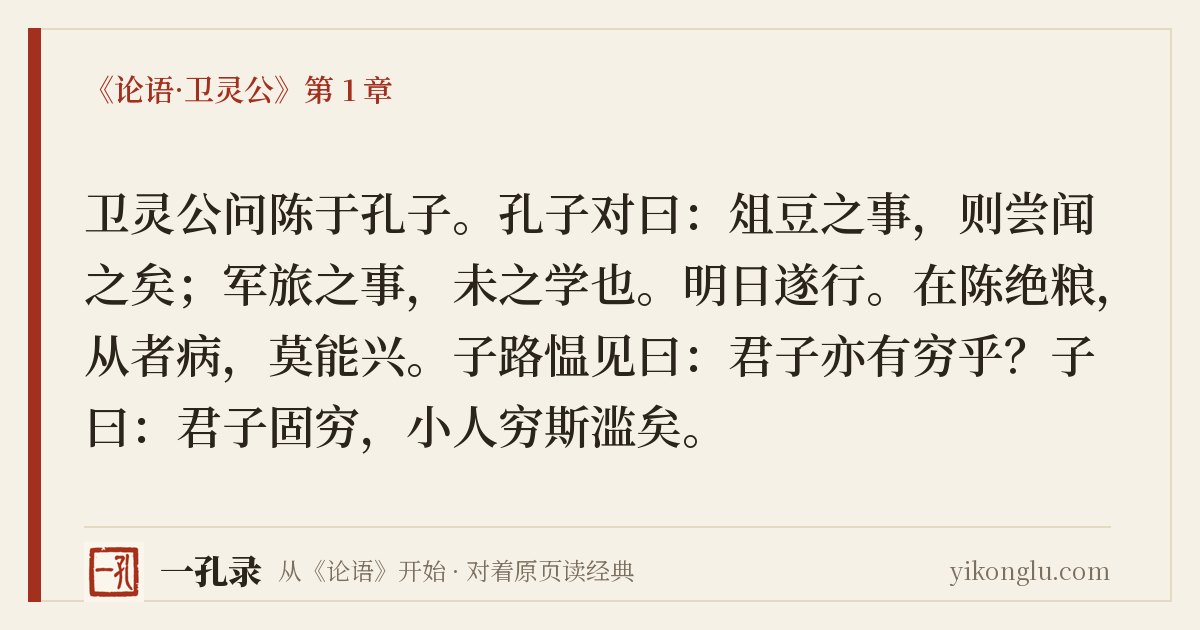 《论语·卫灵公》第 1 章
卫灵公问陈于孔子。孔子对曰：俎豆之事，则尝闻
之矣；军旅之事，未之学也。明日遂行。在陈绝粮，
从者病，莫能兴。子路愠见曰：君子亦有穷乎？子
曰：君子固穷，小人穷斯滥矣。
一孔
一孔录 从《论语》开始 · 对着原页读经典 yikonglu.com